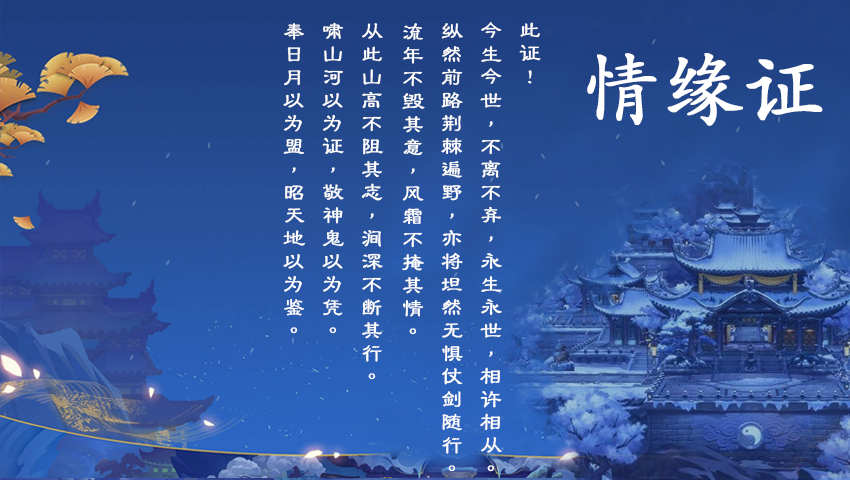 情缘证
奉日月以为盟，昭天地以为鉴。
啸山河以为证，敬神鬼以为凭。
从此山高不阻其志，涧深不断其行。
流年不毁其意，风霜不掩其情。
纵然前路荆棘遍野，亦将坦然无惧仗剑随行。
今生今世，不离不弃，永生永世，相许相从。
此证！